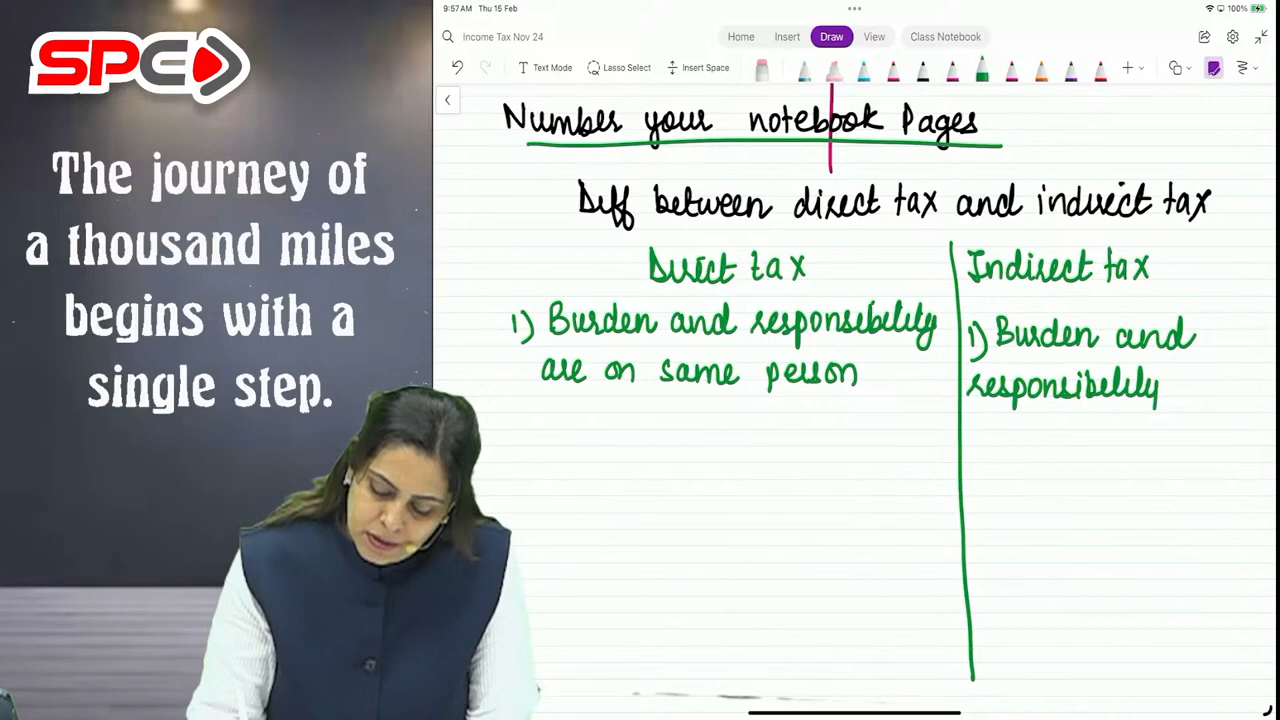 SPC
The journey of
a thousand miles
begins with a
single step.
9:57 AM Thu 15 Feb
100%
Income Tax Nov 24
Home Insert Draw View Class Notebook
Text Mode Lasso Select Insert Space
Number your notebook Pages
Diff between direct tax and indirect tax
Direct tax
1) Burden and responsibility
are on same person
Indirect tax
1) Burden and
responsibility